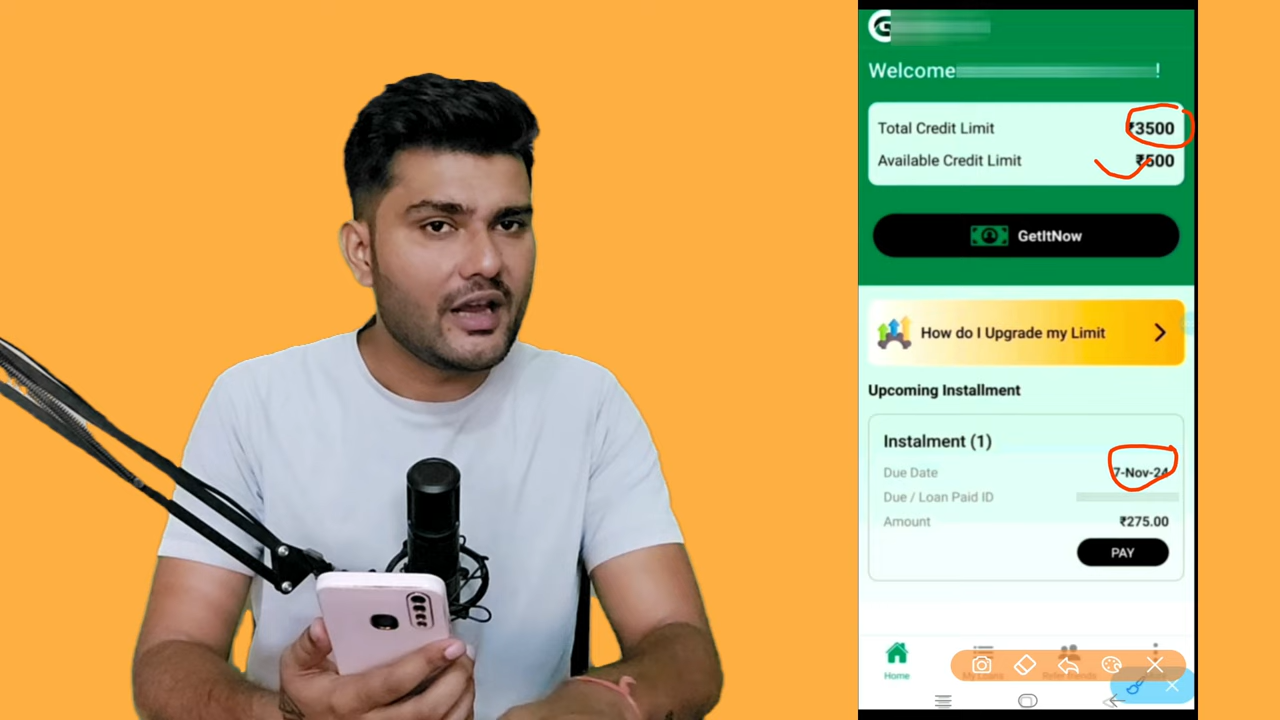 Welcome !
Total Credit Limit ₹3500
Available Credit Limit ₹500
GetItNow
How do I Upgrade my Limit
Upcoming Installment
Instalment (1)
Due Date 7-Nov-24
Due / Loan Paid ID
Amount ₹275.00
PAY
Home